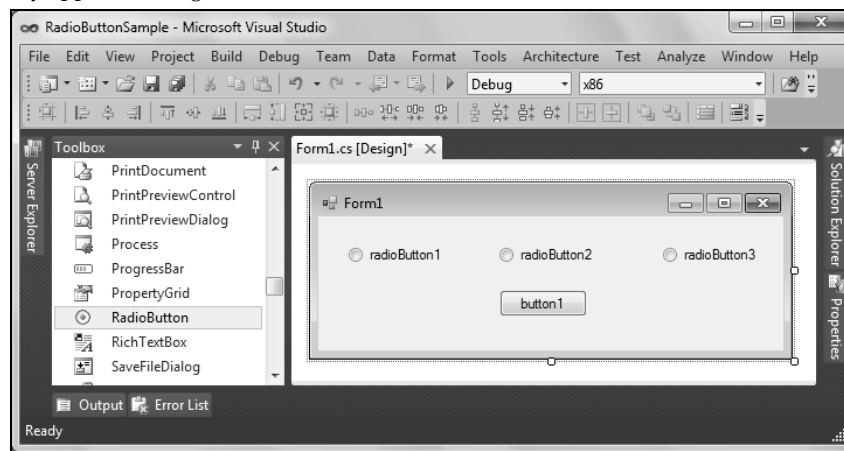 RadioButtonSample - Microsoft Visual Studio
File Edit View Project Build Debug Team Data Format Tools Architecture Test Analyze Window Help
Debug x86
Server Explorer
Toolbox
PrintDocument
PrintPreviewControl
PrintPreviewDialog
Process
ProgressBar
PropertyGrid
RadioButton
RichTextBox
SaveFileDialog
Form1.cs [Design]*
Form1
radioButton1 radioButton2 radioButton3
button1
Solution Explorer
Properties
Output Error List
Ready